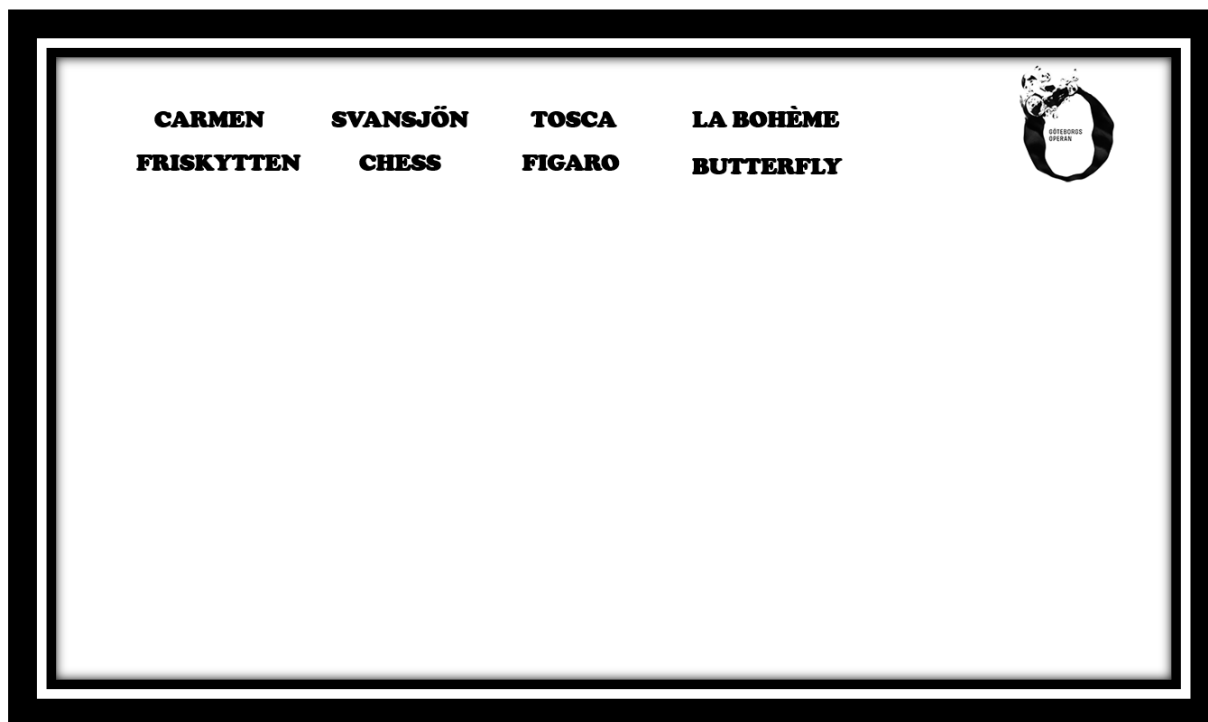 CARMEN SVANSJÖN TOSCA LA BOHÈME
FRISKYTTEN CHESS FIGARO BUTTERFLY
GÖTEBORGS
OPERAN